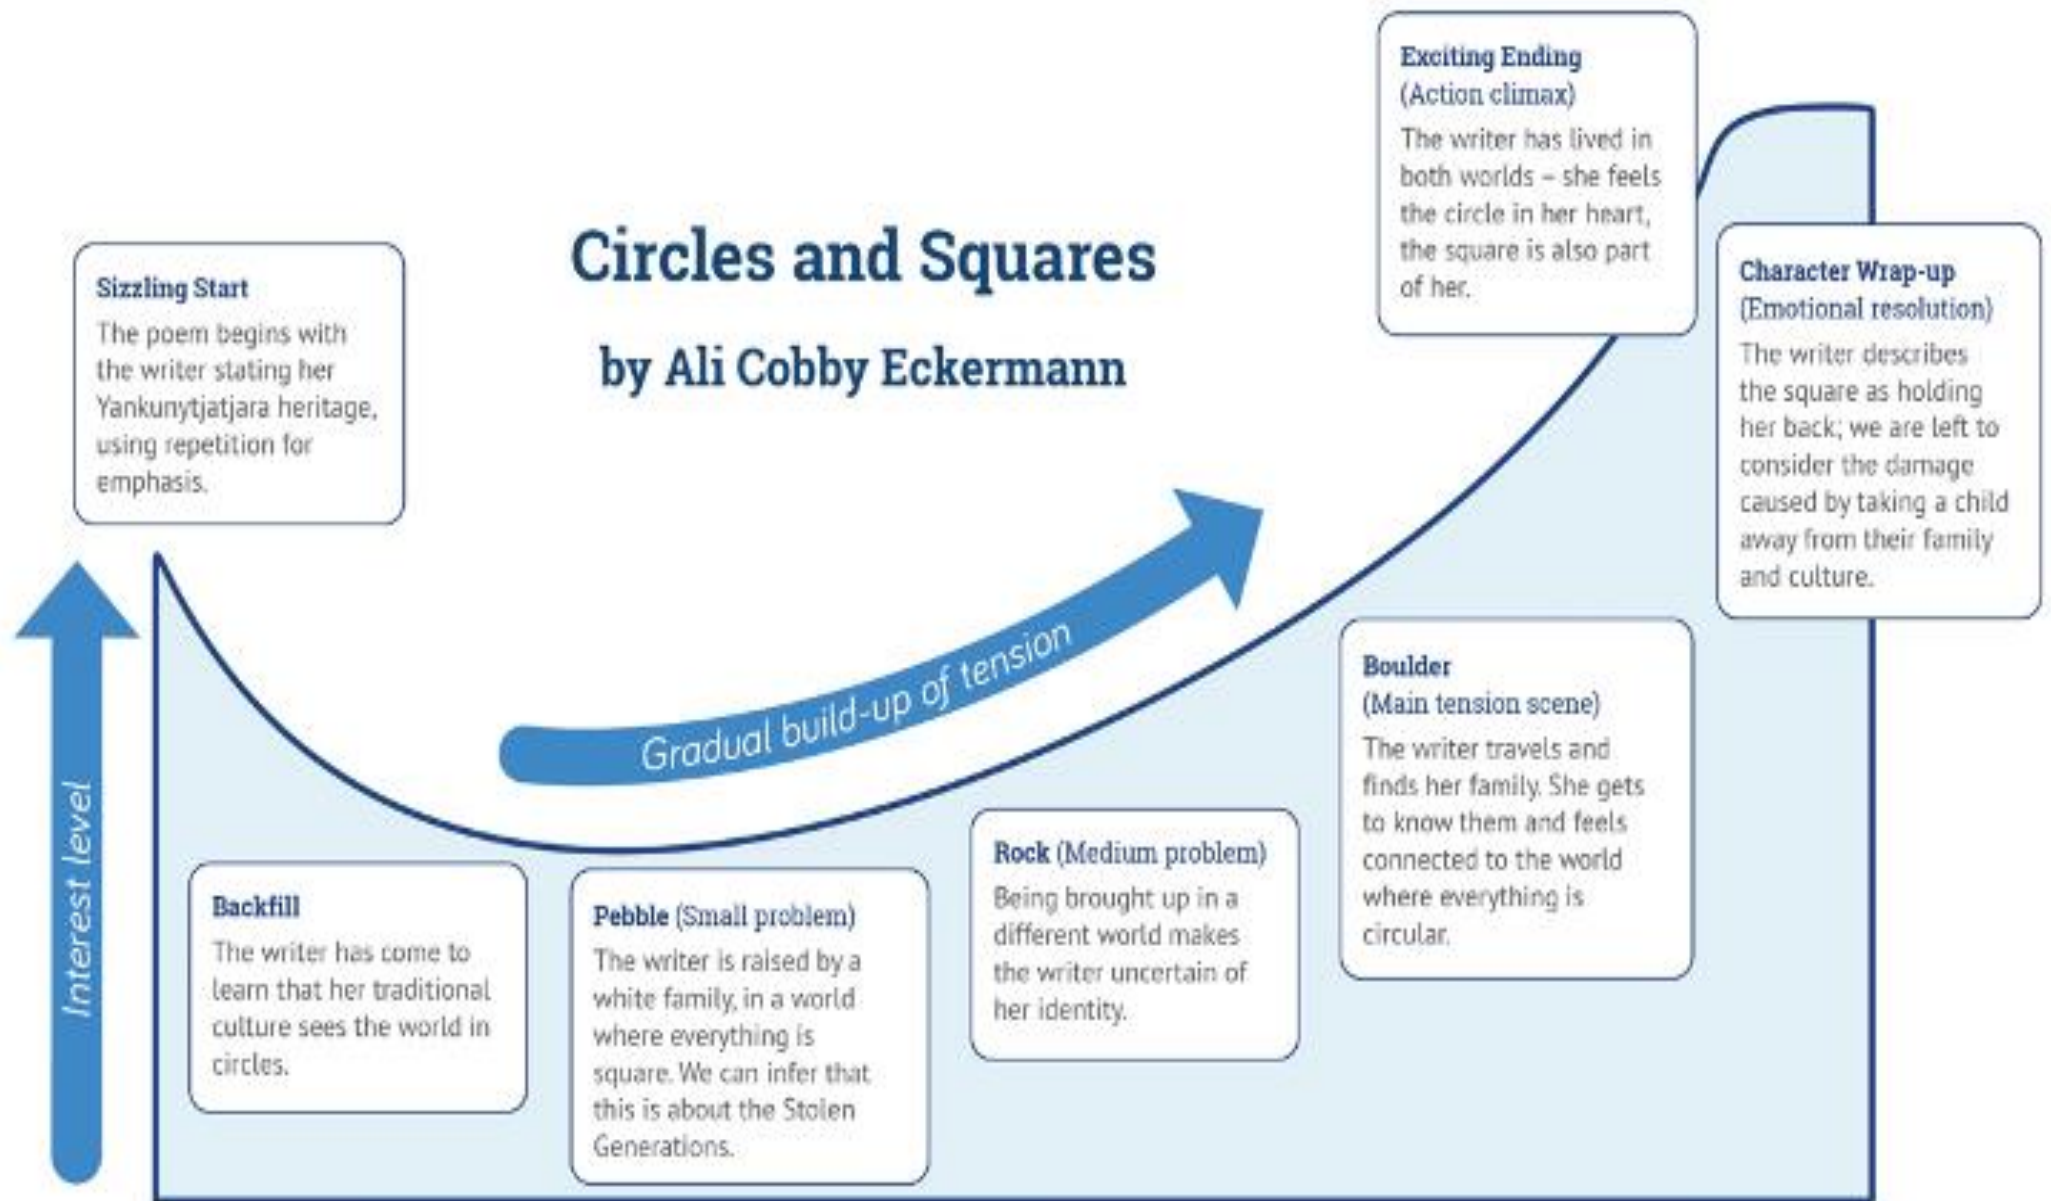 Circles and Squares
by Ali Cobby Eckermann
Interest level
Sizzling Start
The poem begins with
the writer stating her
Yankunytjatjara heritage,
using repetition for
emphasis.
Backfill
The writer has come to
learn that her traditional
culture sees the world in
circles.
Gradual build-up of tension
Pebble (Small problem)
The writer is raised by a
white family, in a world
where everything is
square. We can infer that
this is about the Stolen
Generations.
Rock (Medium problem)
Being brought up in a
different world makes
the writer uncertain of
her identity.
Boulder
(Main tension scene)
The writer travels and
finds her family. She gets
to know them and feels
connected to the world
where everything is
circular.
Exciting Ending
(Action climax)
The writer has lived in
both worlds – she feels
the circle in her heart,
the square is also part
of her.
Character Wrap-up
(Emotional resolution)
The writer describes
the square as holding
her back; we are left to
consider the damage
caused by taking a child
away from their family
and culture.